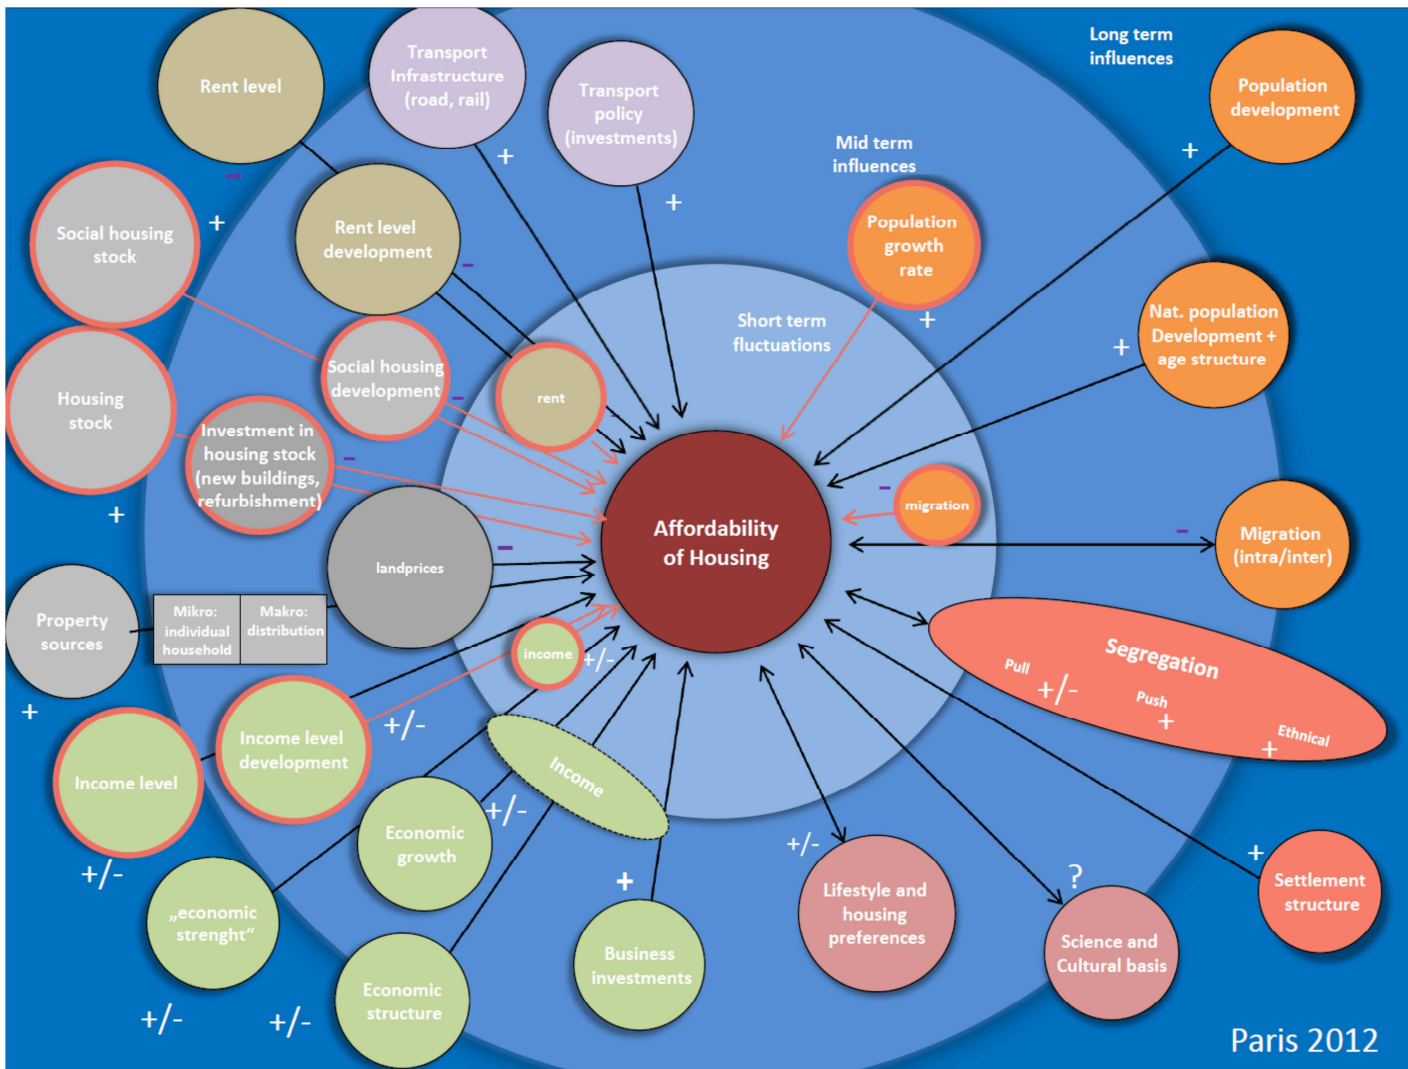 Long term
influences
Rent level
Transport
Infrastructure
(road, rail)
+
Transport
policy
(investments)
+
Population
development
+
Mid term
influences
Population
growth
rate
+
-
+
Social housing
stock
Rent level
development
-
Nat. population
Development +
age structure
+
Short term
fluctuations
Housing
stock
+
Social housing
development
-
rent
-
Investment in
housing stock
(new buildings,
refurbishment)
-
migration
-
Affordability
of Housing
Migration
(intra/inter)
-
landprices
-
Property
sources
+
Mikro:
individual
household
Makro:
distribution
income
+/-
Segregation
Pull
+/-
Push
+
Ethnical
+
Income level
+/-
Income level
development
+/-
Income
Economic
growth
+/-
+/-
Lifestyle and
housing
preferences
?
Science and
Cultural basis
+
Settlement
structure
„economic
strenght“
+/-
+/-
Economic
structure
+
Business
investments
Paris 2012